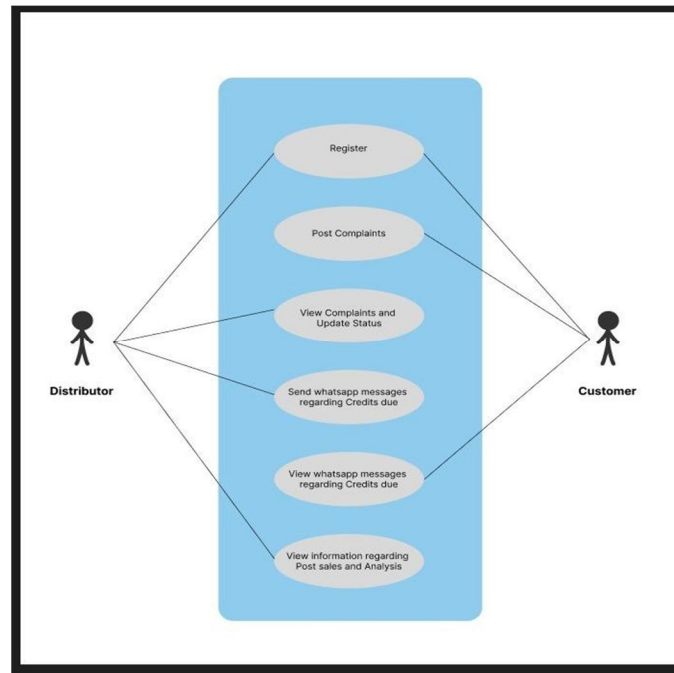 Register
Post Complaints
View Complaints and
Update Status
Distributor
Customer
Send whatsapp messages
regarding Credits due
View whatsapp messages
regarding Credits due
View information regarding
Post sales and Analysis